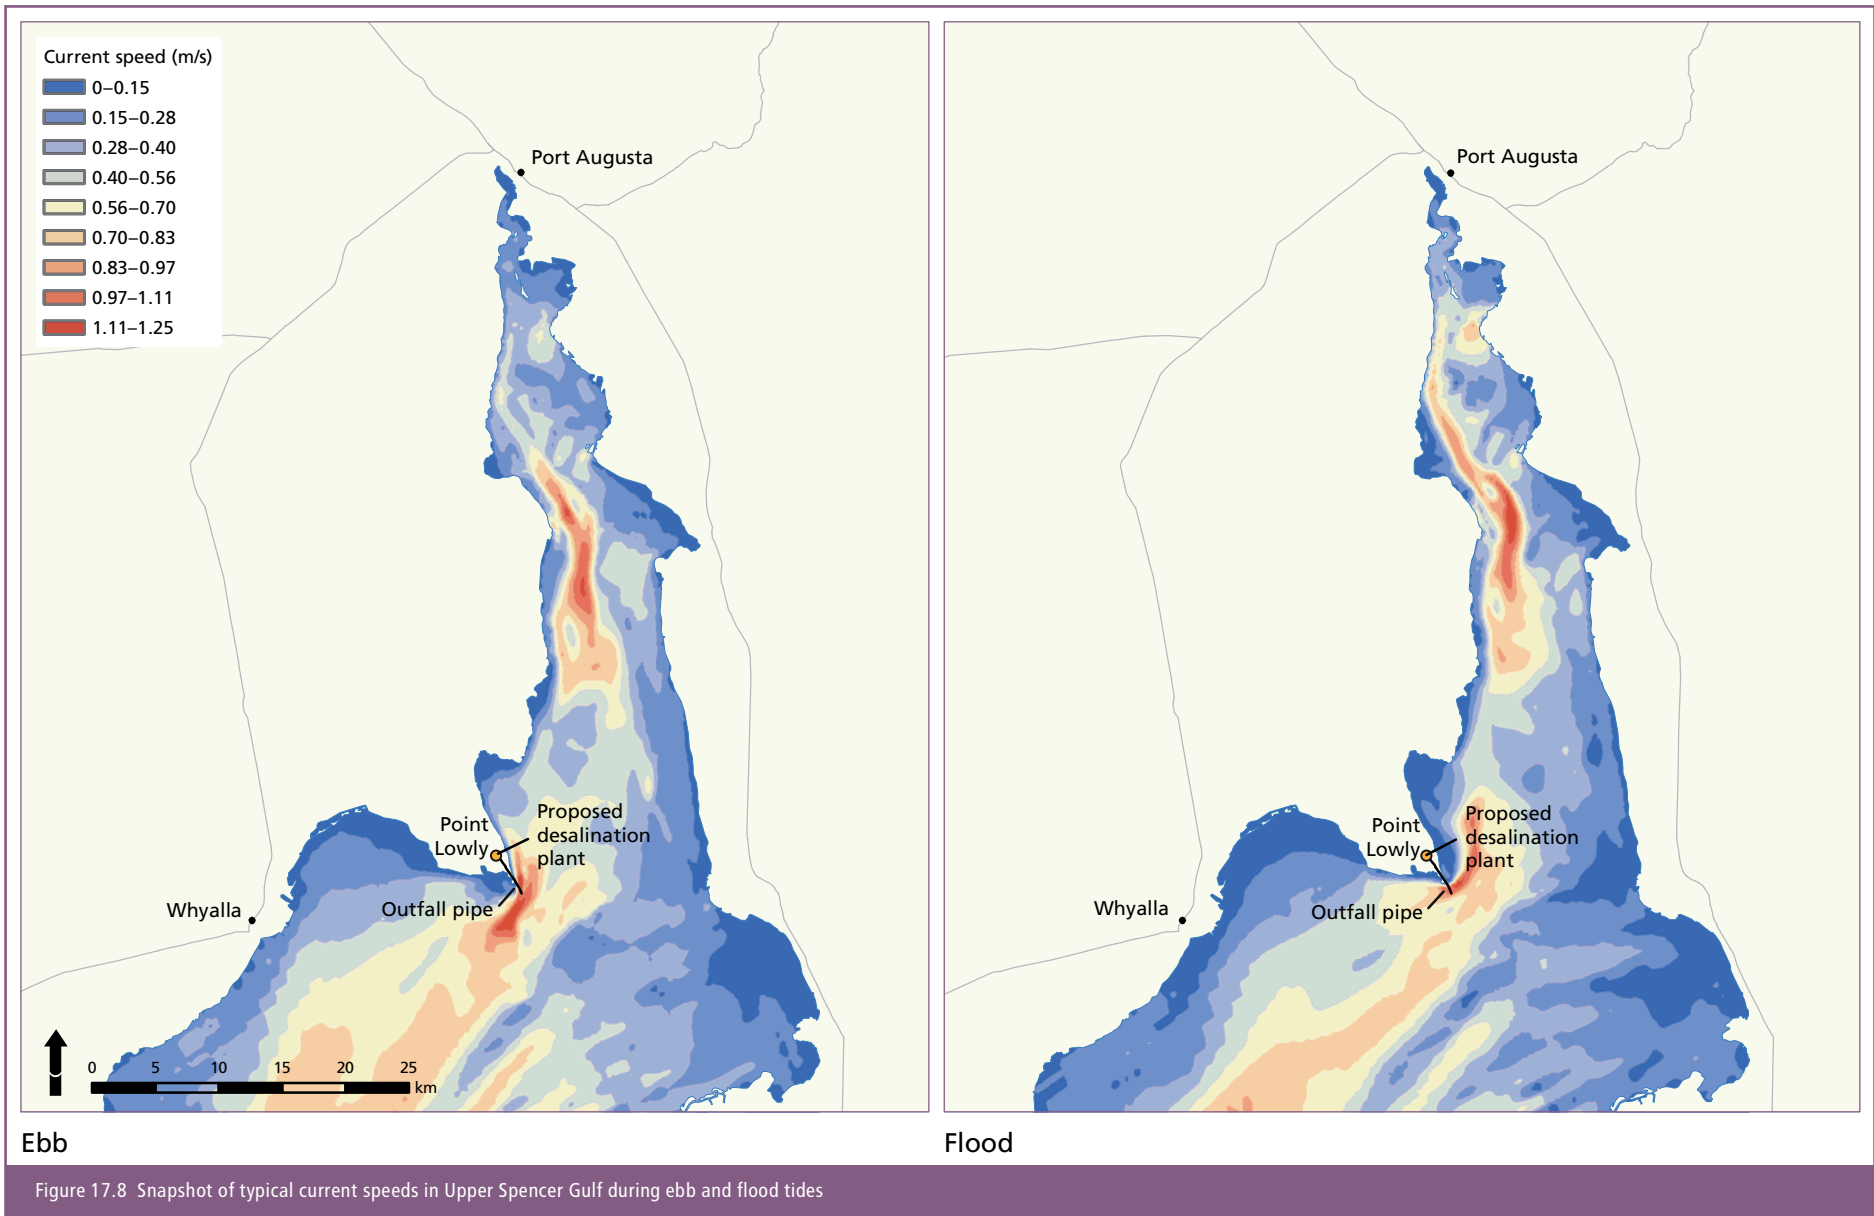 Current speed (m/s)
0–0.15
0.15–0.28
0.28–0.40
0.40–0.56
0.56–0.70
0.70–0.83
0.83–0.97
0.97–1.11
1.11–1.25
Port Augusta
Point
Lowly
Proposed
desalination
plant
Outfall pipe
Whyalla
0 5 10 15 20 25
km
Ebb
Port Augusta
Point
Lowly
Proposed
desalination
plant
Outfall pipe
Whyalla
Flood
Figure 17.8 Snapshot of typical current speeds in Upper Spencer Gulf during ebb and flood tides